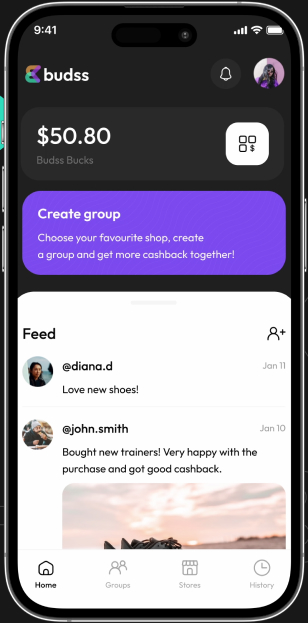 9:41
budss
$50.80
Budss Bucks
$
Create group
Choose your favourite shop, create
a group and get more cashback together!
Feed
@diana.d
Jan 11
Love new shoes!
@john.smith
Jan 10
Bought new trainers! Very happy with the
purchase and got good cashback.
Home
Groups
Stores
History